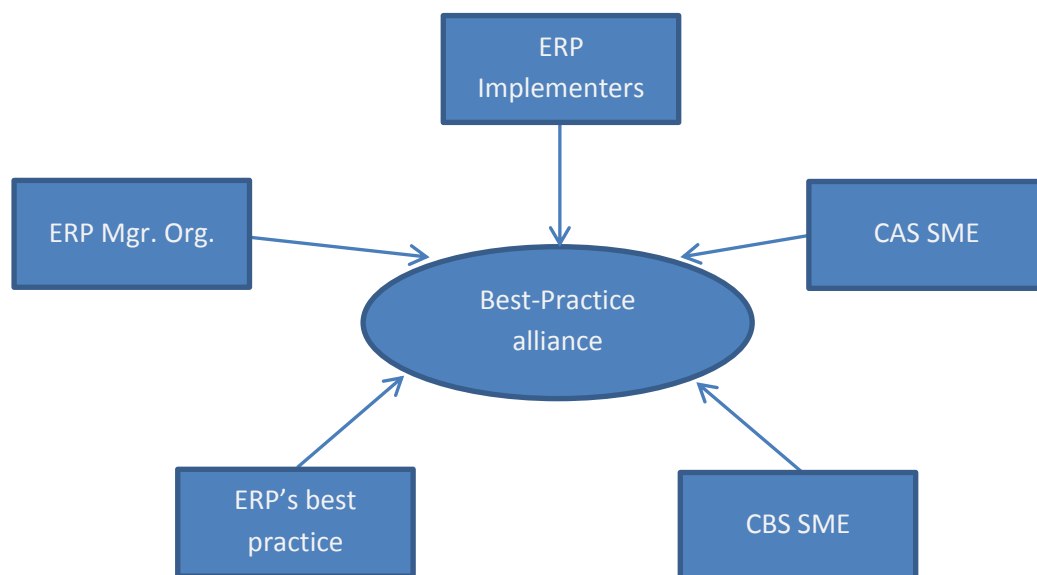 ERP
Implementers
ERP Mgr. Org.
CAS SME
Best-Practice
alliance
ERP’s best
practice
CBS SME